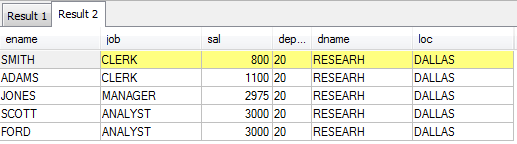 Result 1 Result 2
ename job sal dep... dname loc
SMITH CLERK 800 20 RESEARH DALLAS
ADAMS CLERK 1100 20 RESEARH DALLAS
JONES MANAGER 2975 20 RESEARH DALLAS
SCOTT ANALYST 3000 20 RESEARH DALLAS
FORD ANALYST 3000 20 RESEARH DALLAS